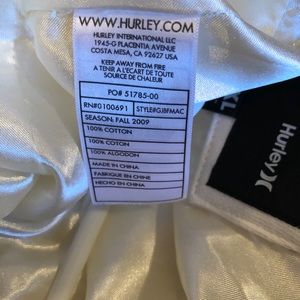 WWW.HURLEY.COM
HURLEY INTERNATIONAL LLC
1945-G PLACENTIA AVENUE
COSTA MESA, CA 92627 USA
KEEP AWAY FROM FIRE
A TENIR A L'ECART DE TOUTE
SOURCE DE CHALEUR
PO# 51785-00
RN#0100691 STYLE#GJBFMAC
SEASON: FALL 2009
100% COTTON
100% COTON
100% ALGODON
MADE IN CHINA
FABRIQUE EN CHINE
HECHO EN CHINA
Hurley